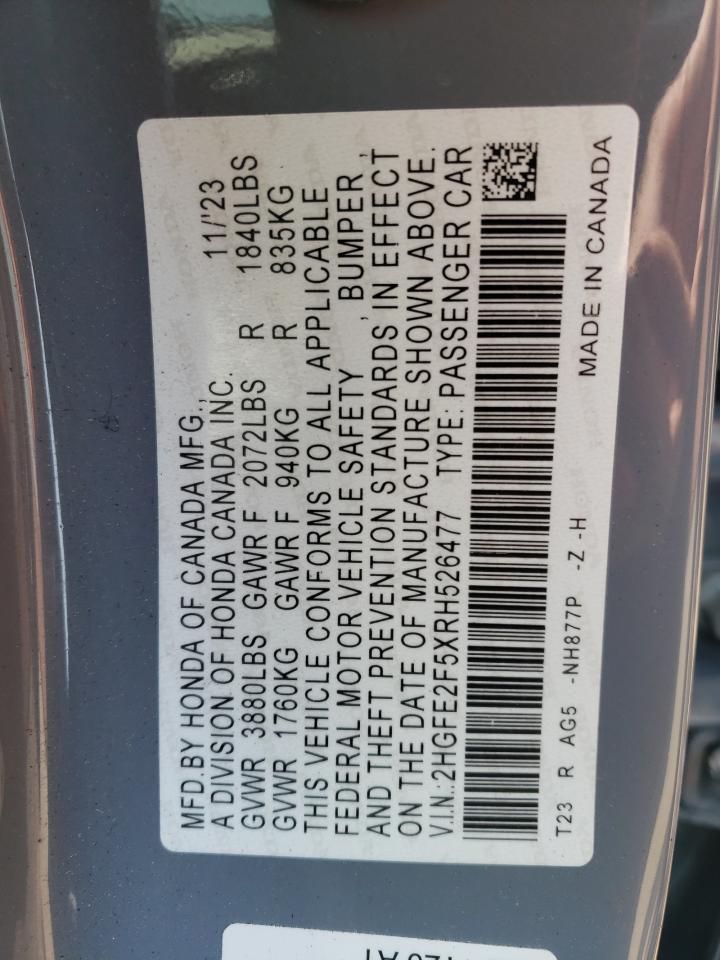 MFD.BY HONDA OF CANADA MFG., 11/'23
A DIVISION OF HONDA CANADA INC.
GVWR 3880LBS GAWR F 2072LBS R 1840LBS
GVWR 1760KG GAWR F 940KG R 835KG
THIS VEHICLE CONFORMS TO ALL APPLICABLE
FEDERAL MOTOR VEHICLE SAFETY , BUMPER ,
AND THEFT PREVENTION STANDARDS IN EFFECT
ON THE DATE OF MANUFACTURE SHOWN ABOVE.
V.I.N.:2HGFE2F5XRH526477 TYPE: PASSENGER CAR
T23 R AG5 -NH877P -Z -H
MADE IN CANADA